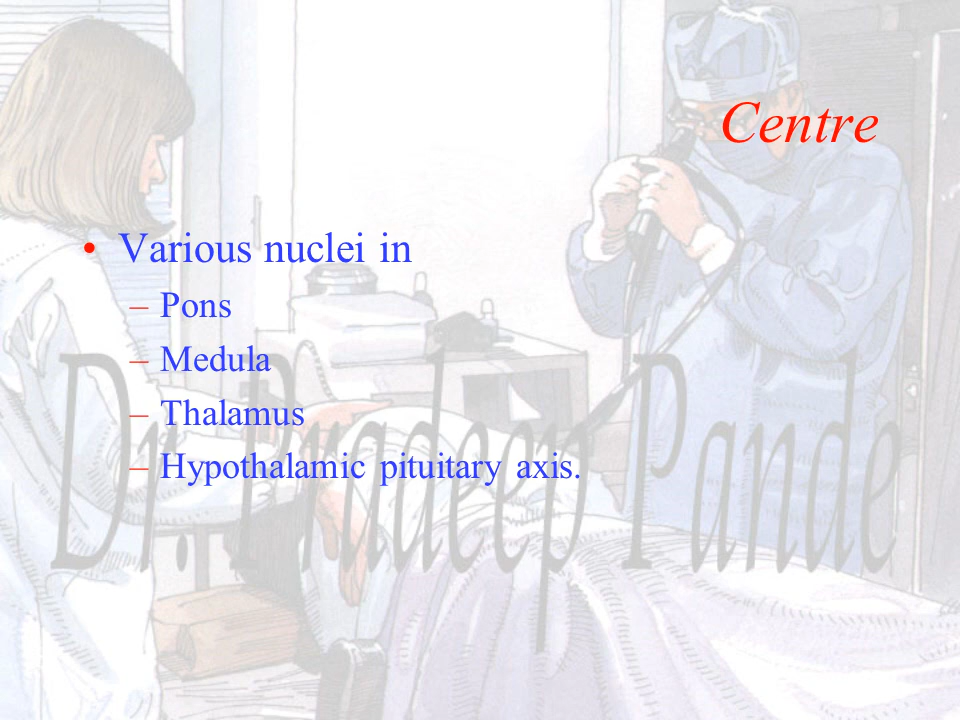 Centre
• Various nuclei in
– Pons
– Medula
– Thalamus
– Hypothalamic pituitary axis.
Dr. Pradeep Pande